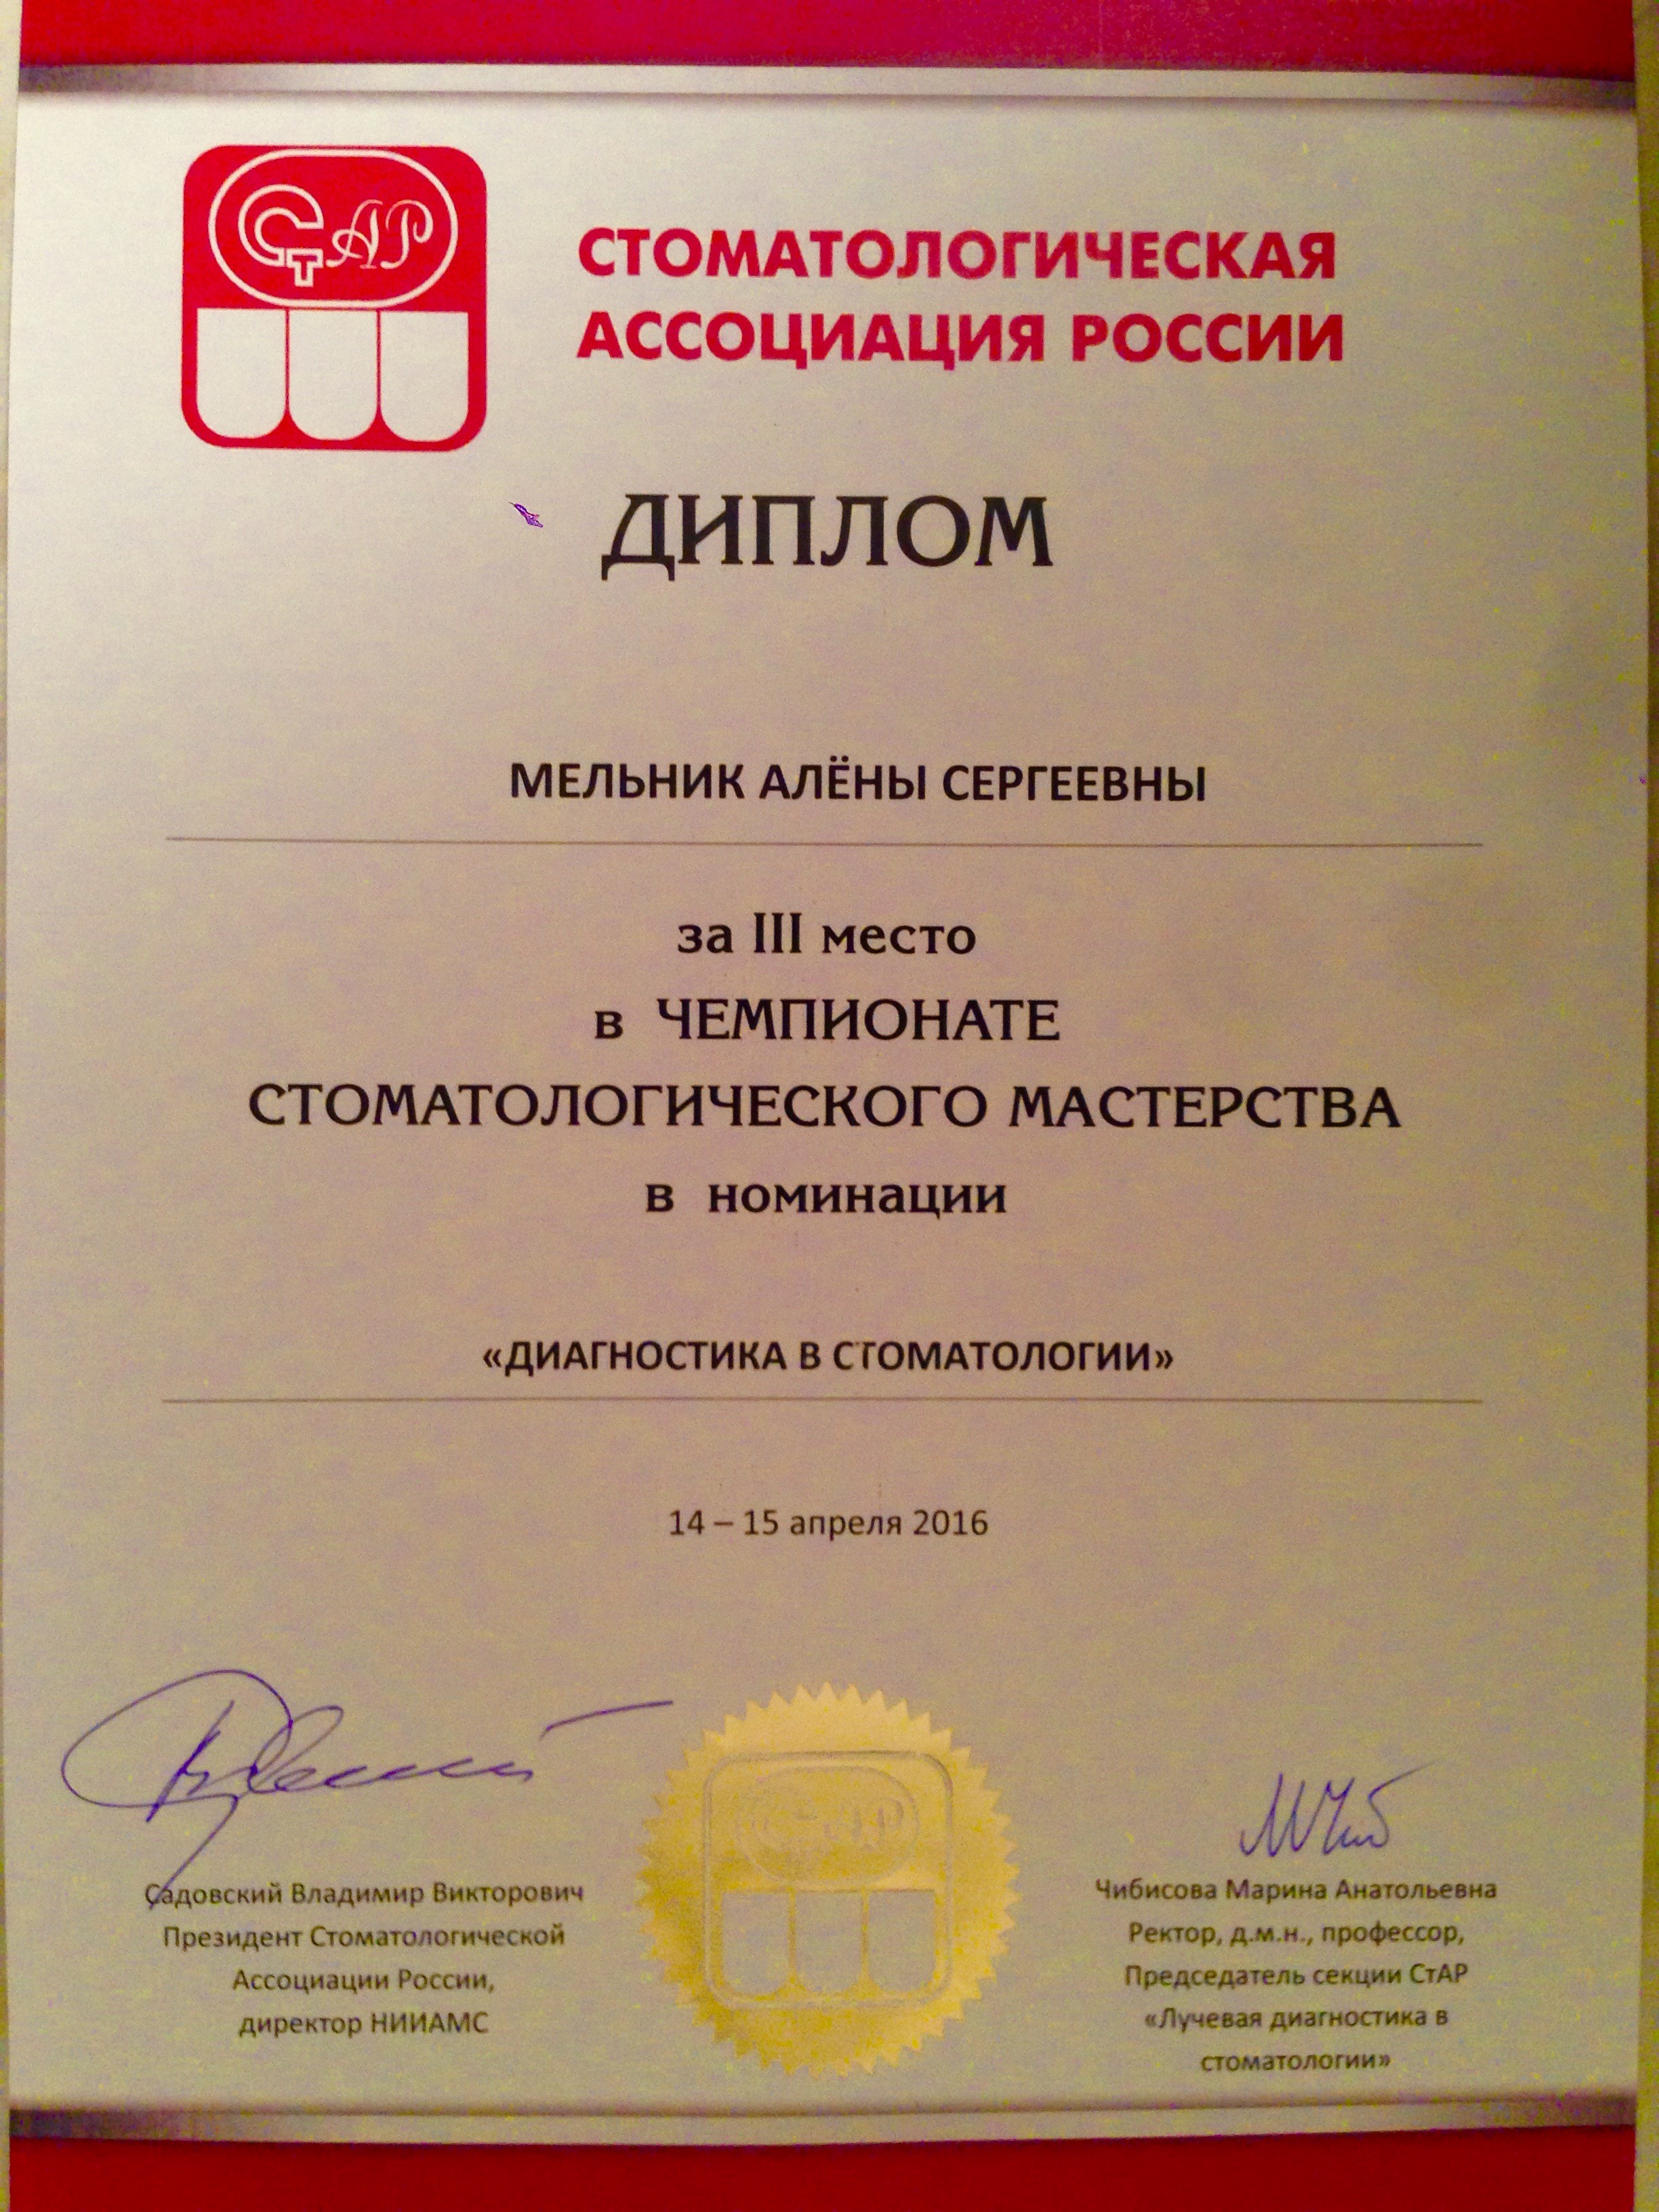 СтАР
СТОМАТОЛОГИЧЕСКАЯ
АССОЦИАЦИЯ РОССИИ
ДИПЛОМ
МЕЛЬНИК АЛЁНЫ СЕРГЕЕВНЫ
за III место
в ЧЕМПИОНАТЕ
СТОМАТОЛОГИЧЕСКОГО МАСТЕРСТВА
в номинации
«ДИАГНОСТИКА В СТОМАТОЛОГИИ»
14 – 15 апреля 2016
Садовский Владимир Викторович
Президент Стоматологической
Ассоциации России,
директор НИИАМС
СтАР
Чибисова Марина Анатольевна
Ректор, д.м.н., профессор,
Председатель секции СтАР
«Лучевая диагностика в
стоматологии»